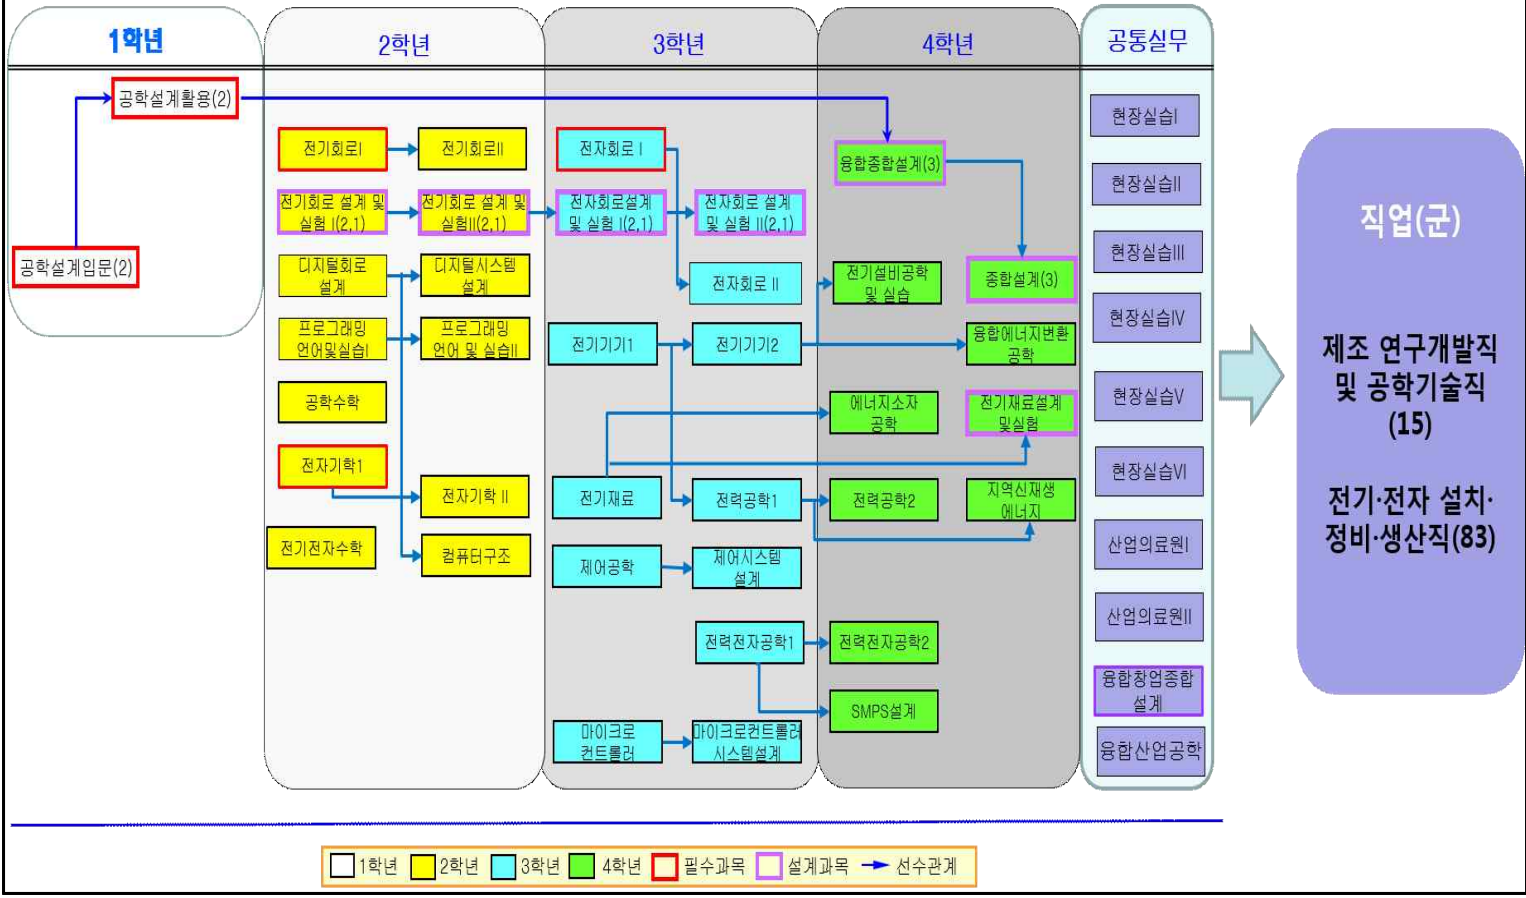 1학년
2학년
3학년
4학년
공통실무
공학설계활용(2)
공학설계입문(2)
전기회로I
전기회로II
전기회로 설계 및
실험 I(2,1)
전기회로 설계 및
실험II(2,1)
디지털회로
설계
디지털시스템
설계
프로그래밍
언어및실습I
프로그래밍
언어 및 실습II
공학수학
전자기학1
전자기학 II
전기전자수학
컴퓨터구조
전자회로 I
전자회로설계
및 실험 I(2,1)
전자회로 설계
및 실험 II(2,1)
전자회로 II
전기기기1
전기기기2
전기재료
전력공학1
제어공학
제어시스템
설계
전력전자공학1
마이크로
컨트롤러
마이크로컨트롤러
시스템설계
융합종합설계(3)
전기설비공학
및 실습
종합설계(3)
융합에너지변환
공학
에너지소자
공학
전기재료설계
및실험
전력공학2
지역신재생
에너지
전력전자공학2
SMPS설계
현장실습I
현장실습II
현장실습III
현장실습IV
현장실습V
현장실습VI
산업의료원I
산업의료원II
융합창업종합
설계
융합산업공학
직업(군)
제조 연구개발직
및 공학기술직
(15)
전기·전자 설치·
정비·생산직(83)
1학년
2학년
3학년
4학년
필수과목
설계과목
선수관계